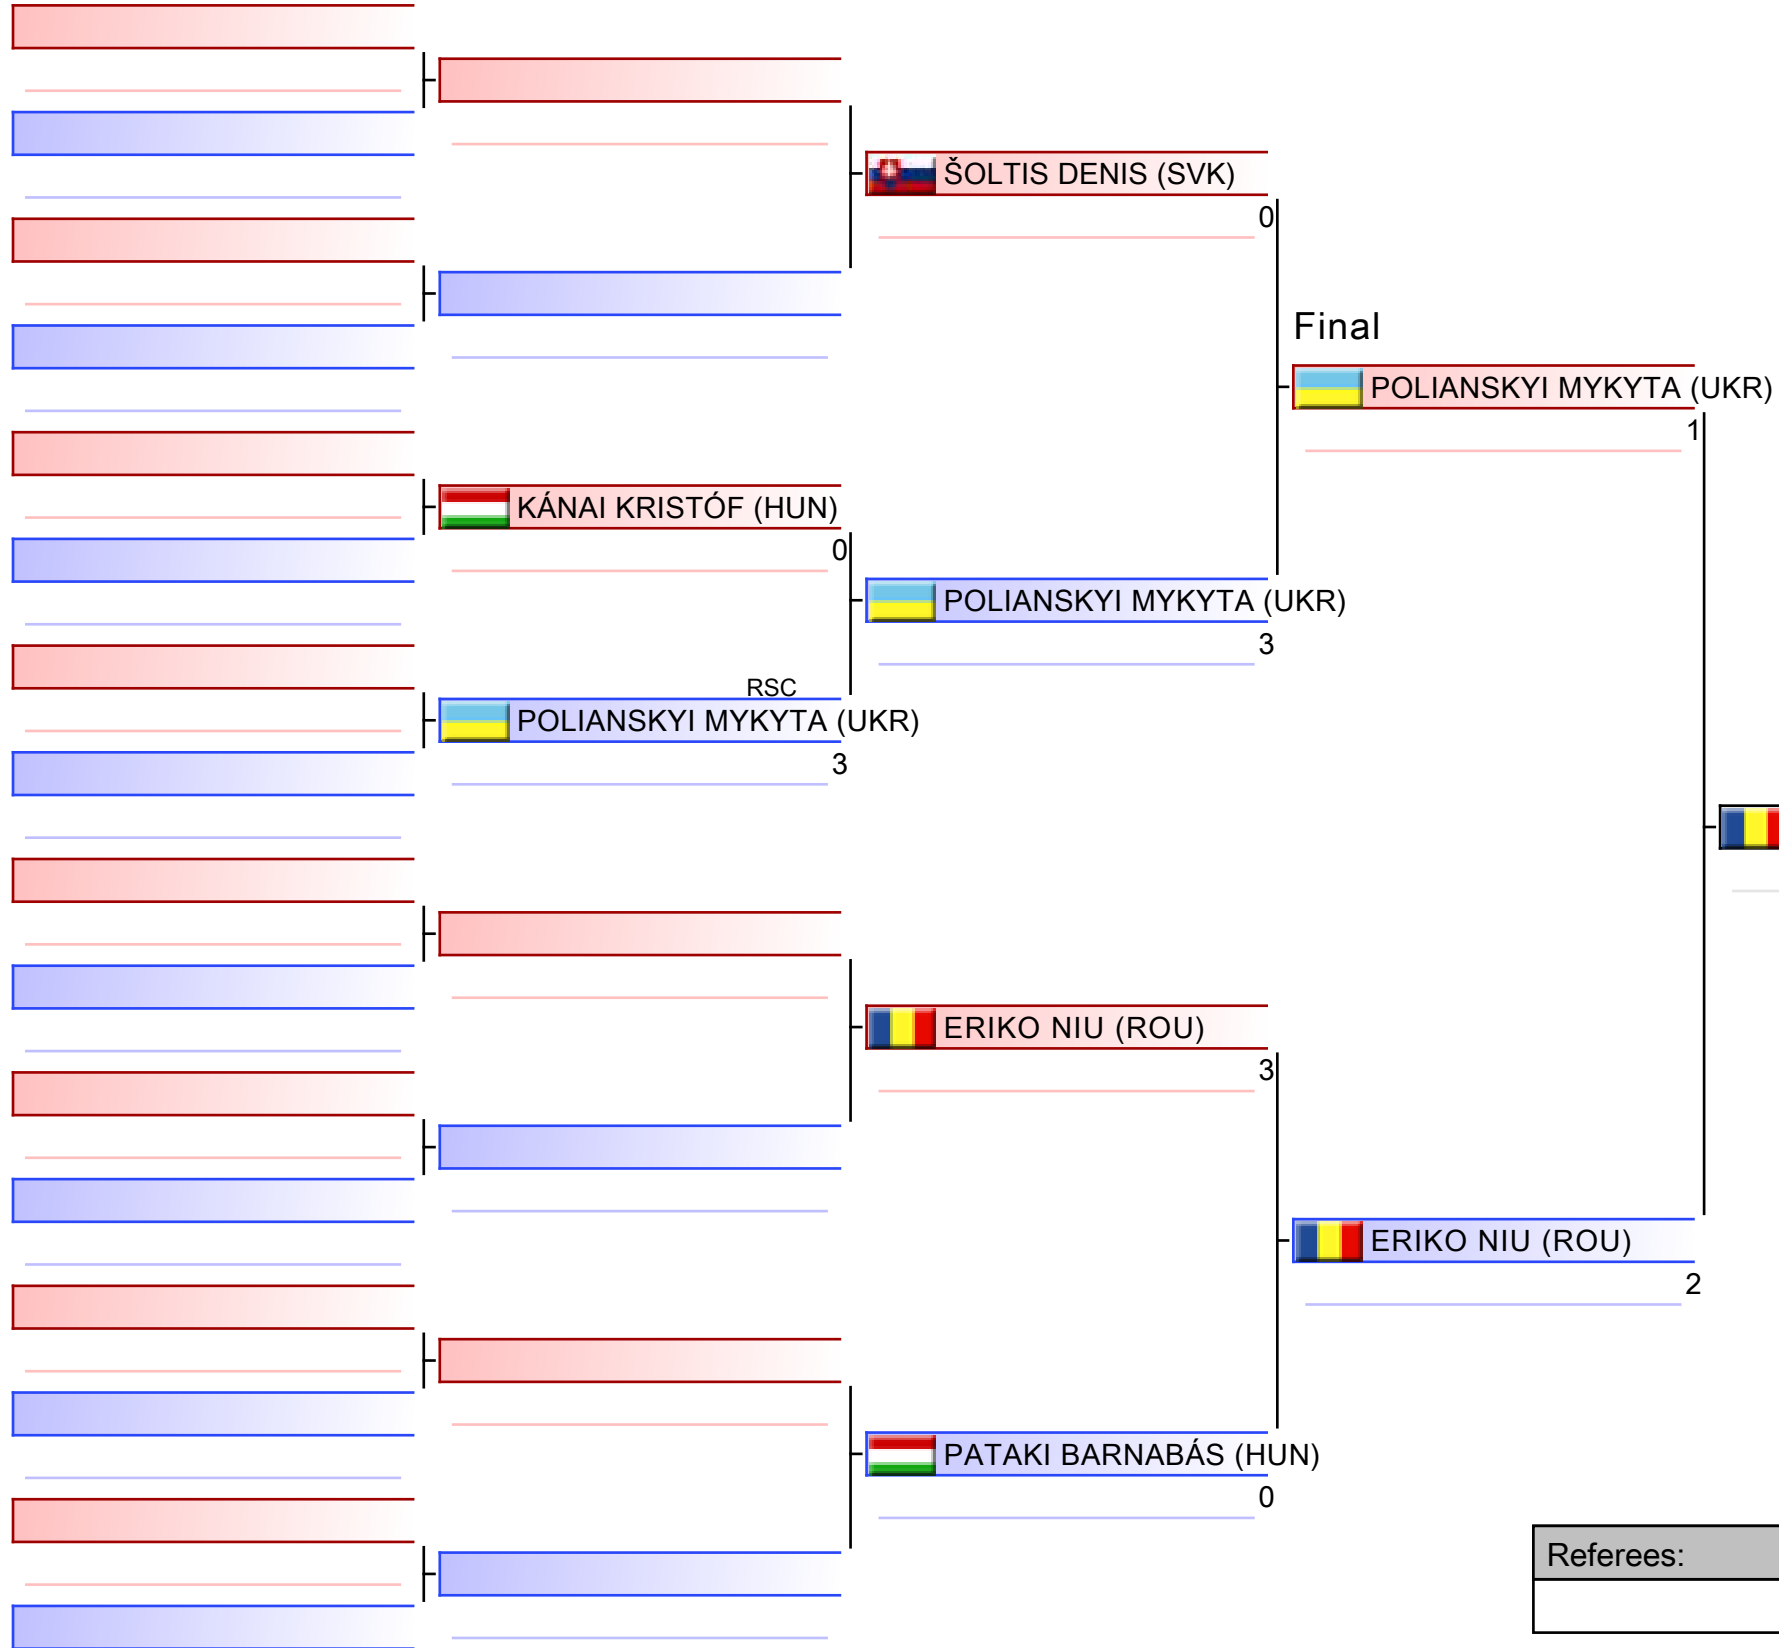 ŠOLTIS DENIS (SVK)
0
Final
POLIANSKYI MYKYTA (UKR)
1
KÁNAI KRISTÓF (HUN)
0
POLIANSKYI MYKYTA (UKR)
3
RSC
POLIANSKYI MYKYTA (UKR)
3
ERIKO NIU (ROU)
3
ERIKO NIU (ROU)
2
PATAKI BARNABÁS (HUN)
0
Referees: